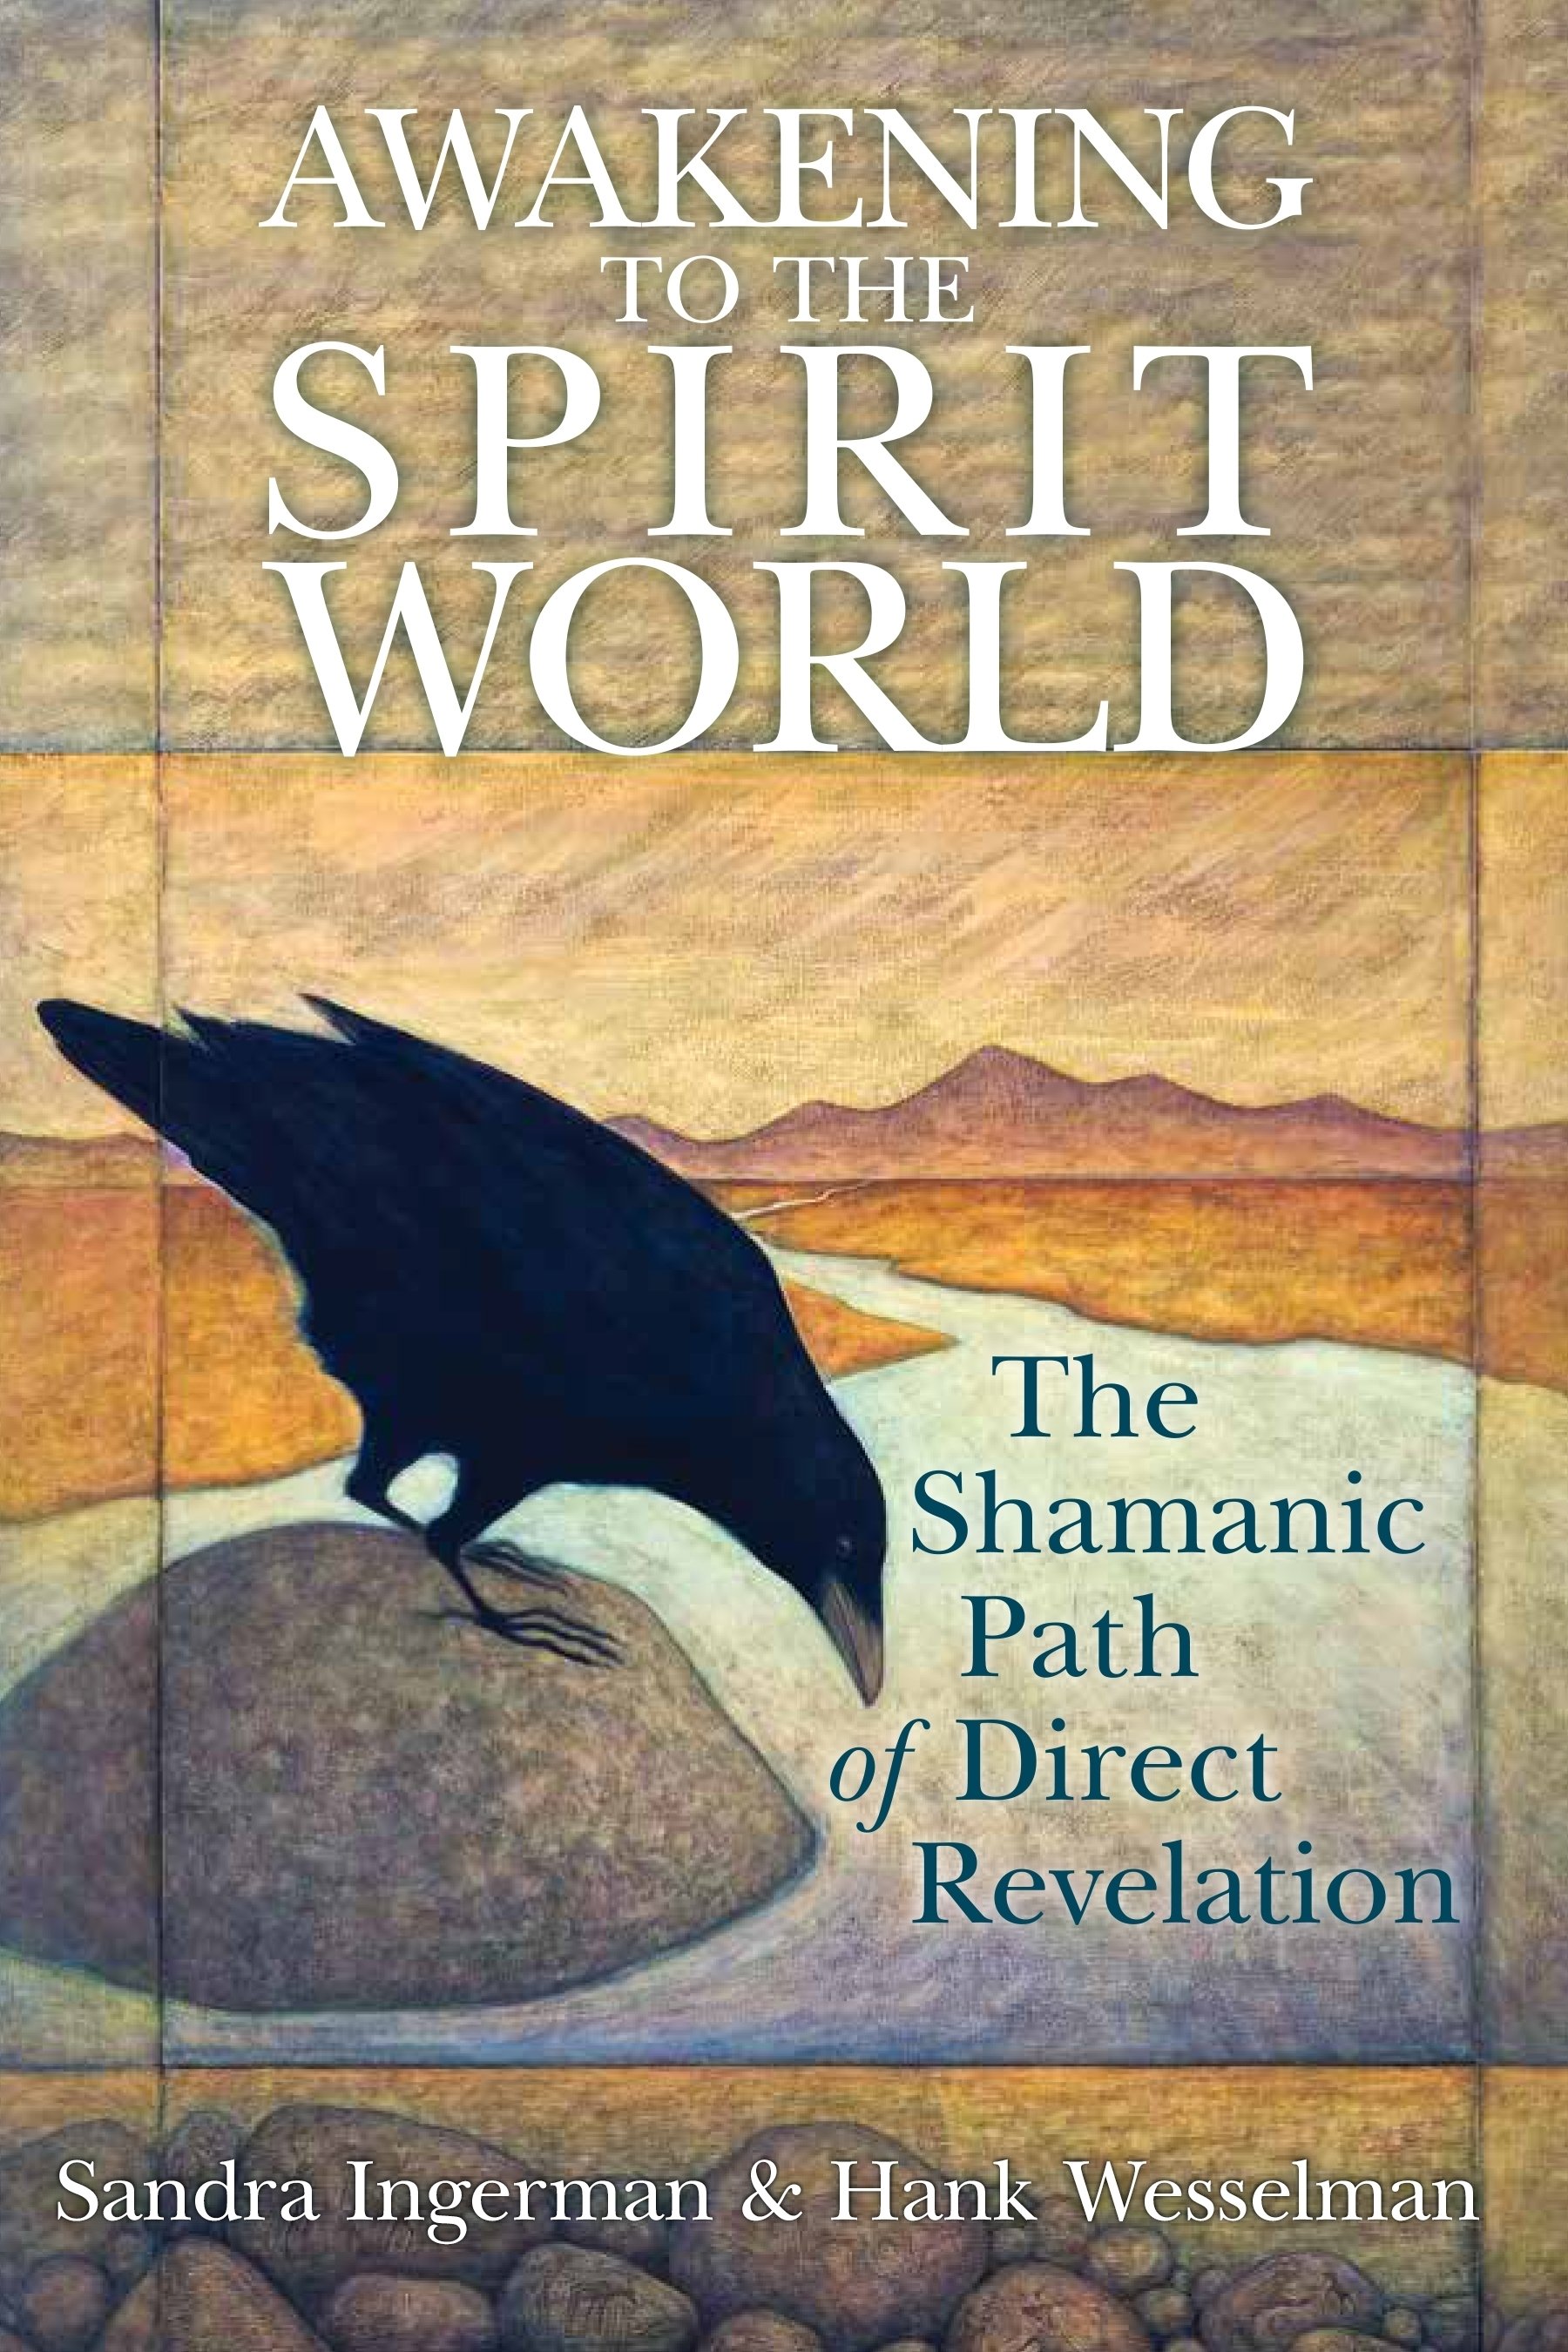 AWAKENING
TO THE
SPIRIT
WORLD
The
Shamanic
Path
of Direct
Revelation
Sandra Ingerman & Hank Wesselman